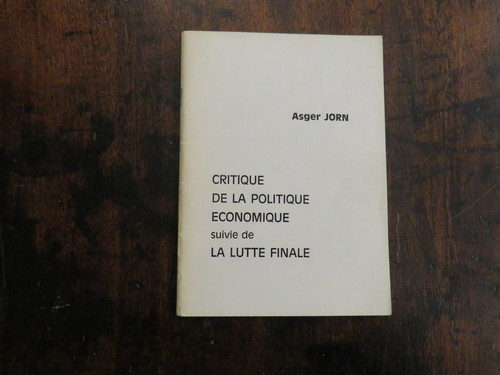 Asger JORN
CRITIQUE
DE LA POLITIQUE
ECONOMIQUE
suivie de
LA LUTTE FINALE